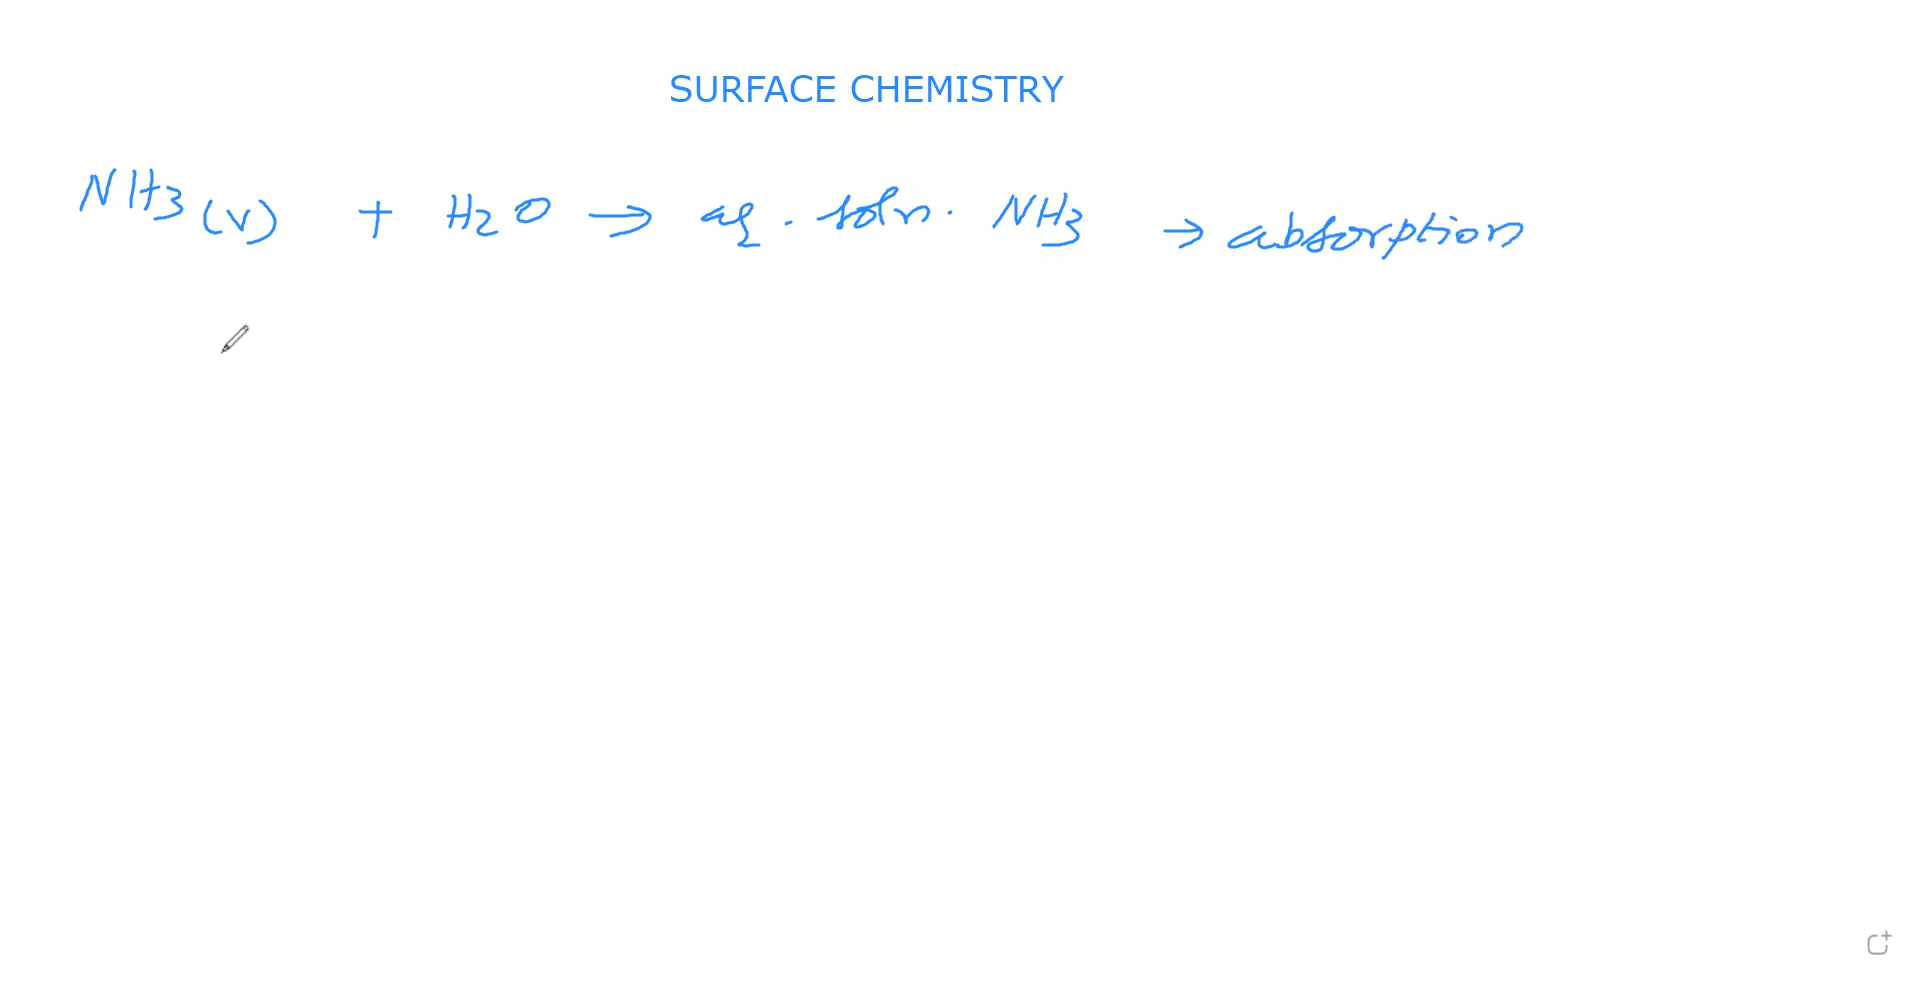 SURFACE CHEMISTRY
NH3 (v) + H2O → aq. soln. NH3 → absorption